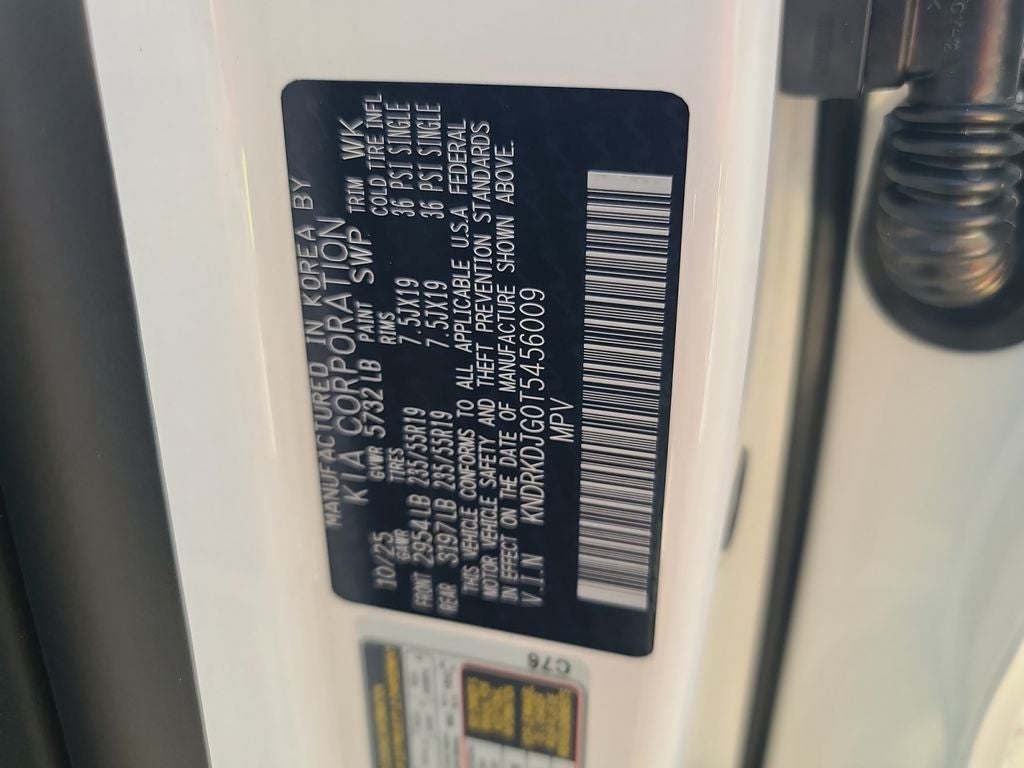 MANUFACTURED IN KOREA BY
KIA CORPORATION
10/25 GVWR 5732LB PAINT SWP TRIM WK
GAWR TIRES RIMS COLD TIRE INFL
FRONT 2954LB 235/55R19 7.5JX19 36 PSI SINGLE
REAR 3197LB 235/55R19 7.5JX19 36 PSI SINGLE
THIS VEHICLE CONFORMS TO ALL APPLICABLE U.S.A FEDERAL
MOTOR VEHICLE SAFETY AND THEFT PREVENTION STANDARDS
IN EFFECT ON THE DATE OF MANUFACTURE SHOWN ABOVE.
V.I.N KNDRKDJG0T5456009
MPV
C76